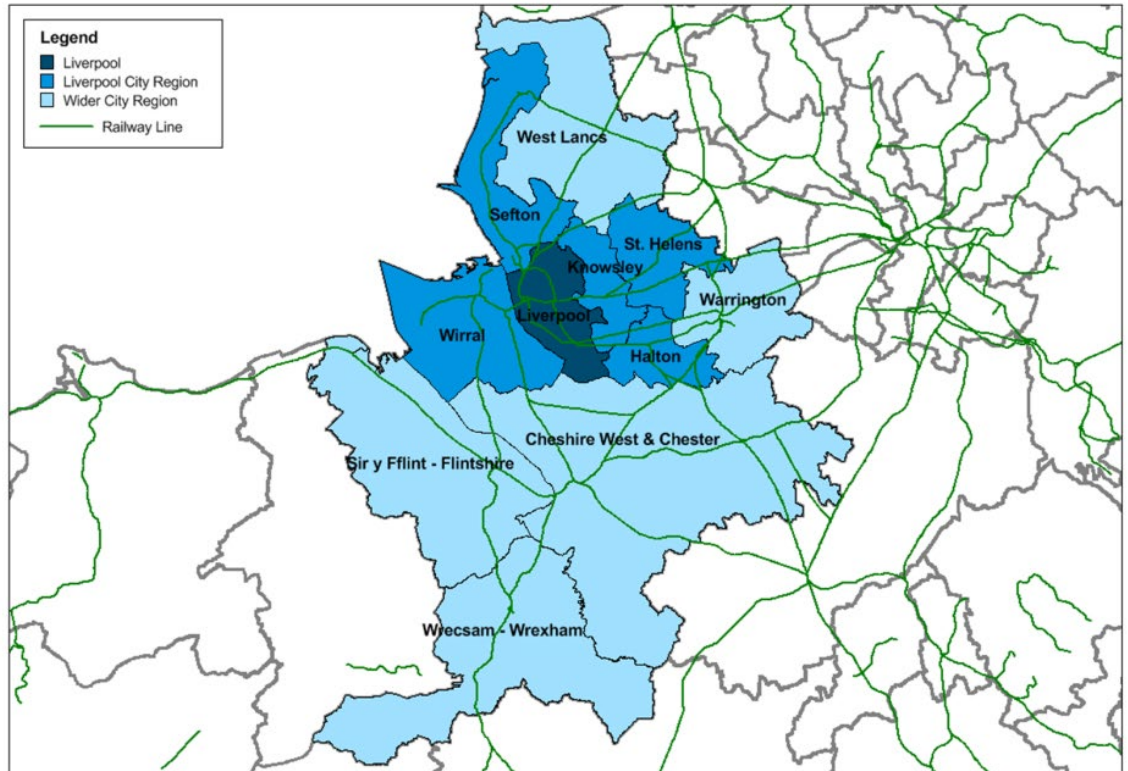 Legend
Liverpool
Liverpool City Region
Wider City Region
Railway Line
West Lancs
Sefton
St. Helens
Knowsley
Warrington
Liverpool
Wirral
Halton
Cheshire West & Chester
Sir y Fflint - Flintshire
Wrecsam - Wrexham